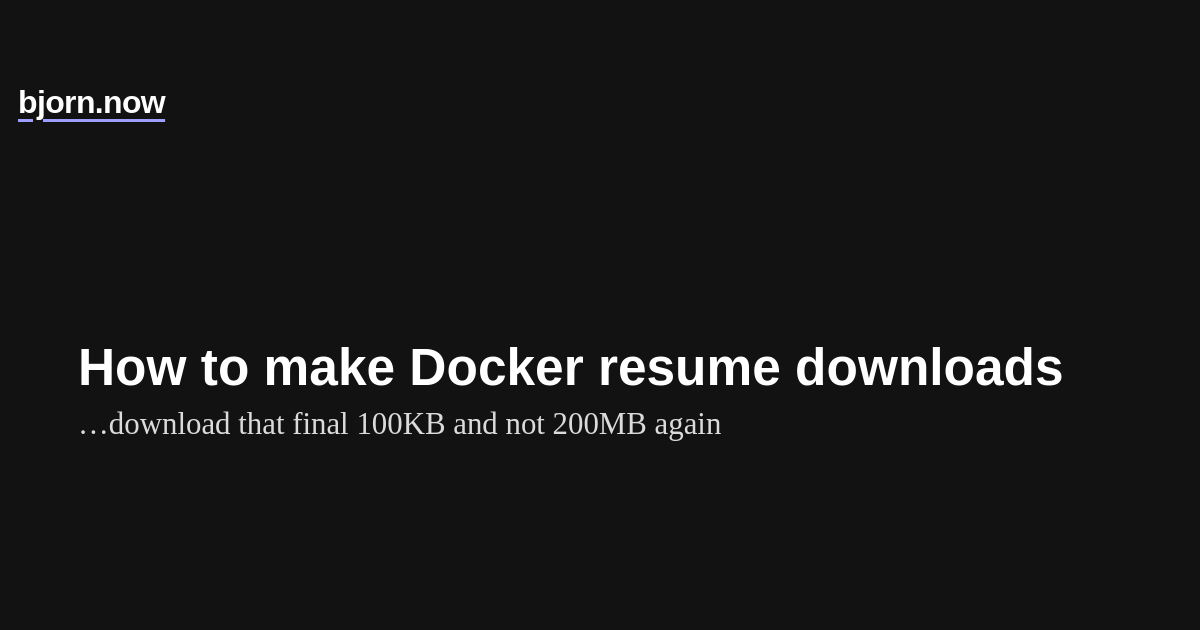 bjorn.now
How to make Docker resume downloads
…download that final 100KB and not 200MB again